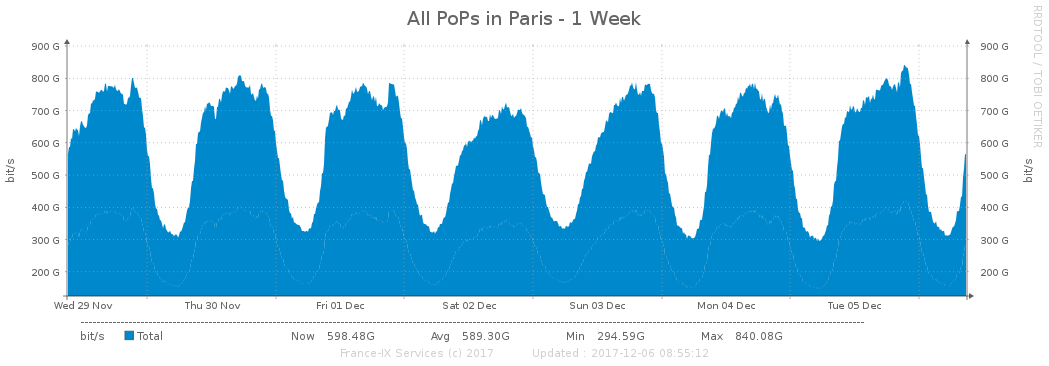 All PoPs in Paris - 1 Week
RRDTOOL / TOBI OETIKER
bit/s
900 G
800 G
700 G
600 G
500 G
400 G
300 G
200 G
900 G
800 G
700 G
600 G
500 G
400 G
300 G
200 G
bit/s
Wed 29 Nov Thu 30 Nov Fri 01 Dec Sat 02 Dec Sun 03 Dec Mon 04 Dec Tue 05 Dec
bit/s Total Now 598.48G Avg 589.30G Min 294.59G Max 840.08G
France-IX Services (c) 2017 Updated : 2017-12-06 08:55:12